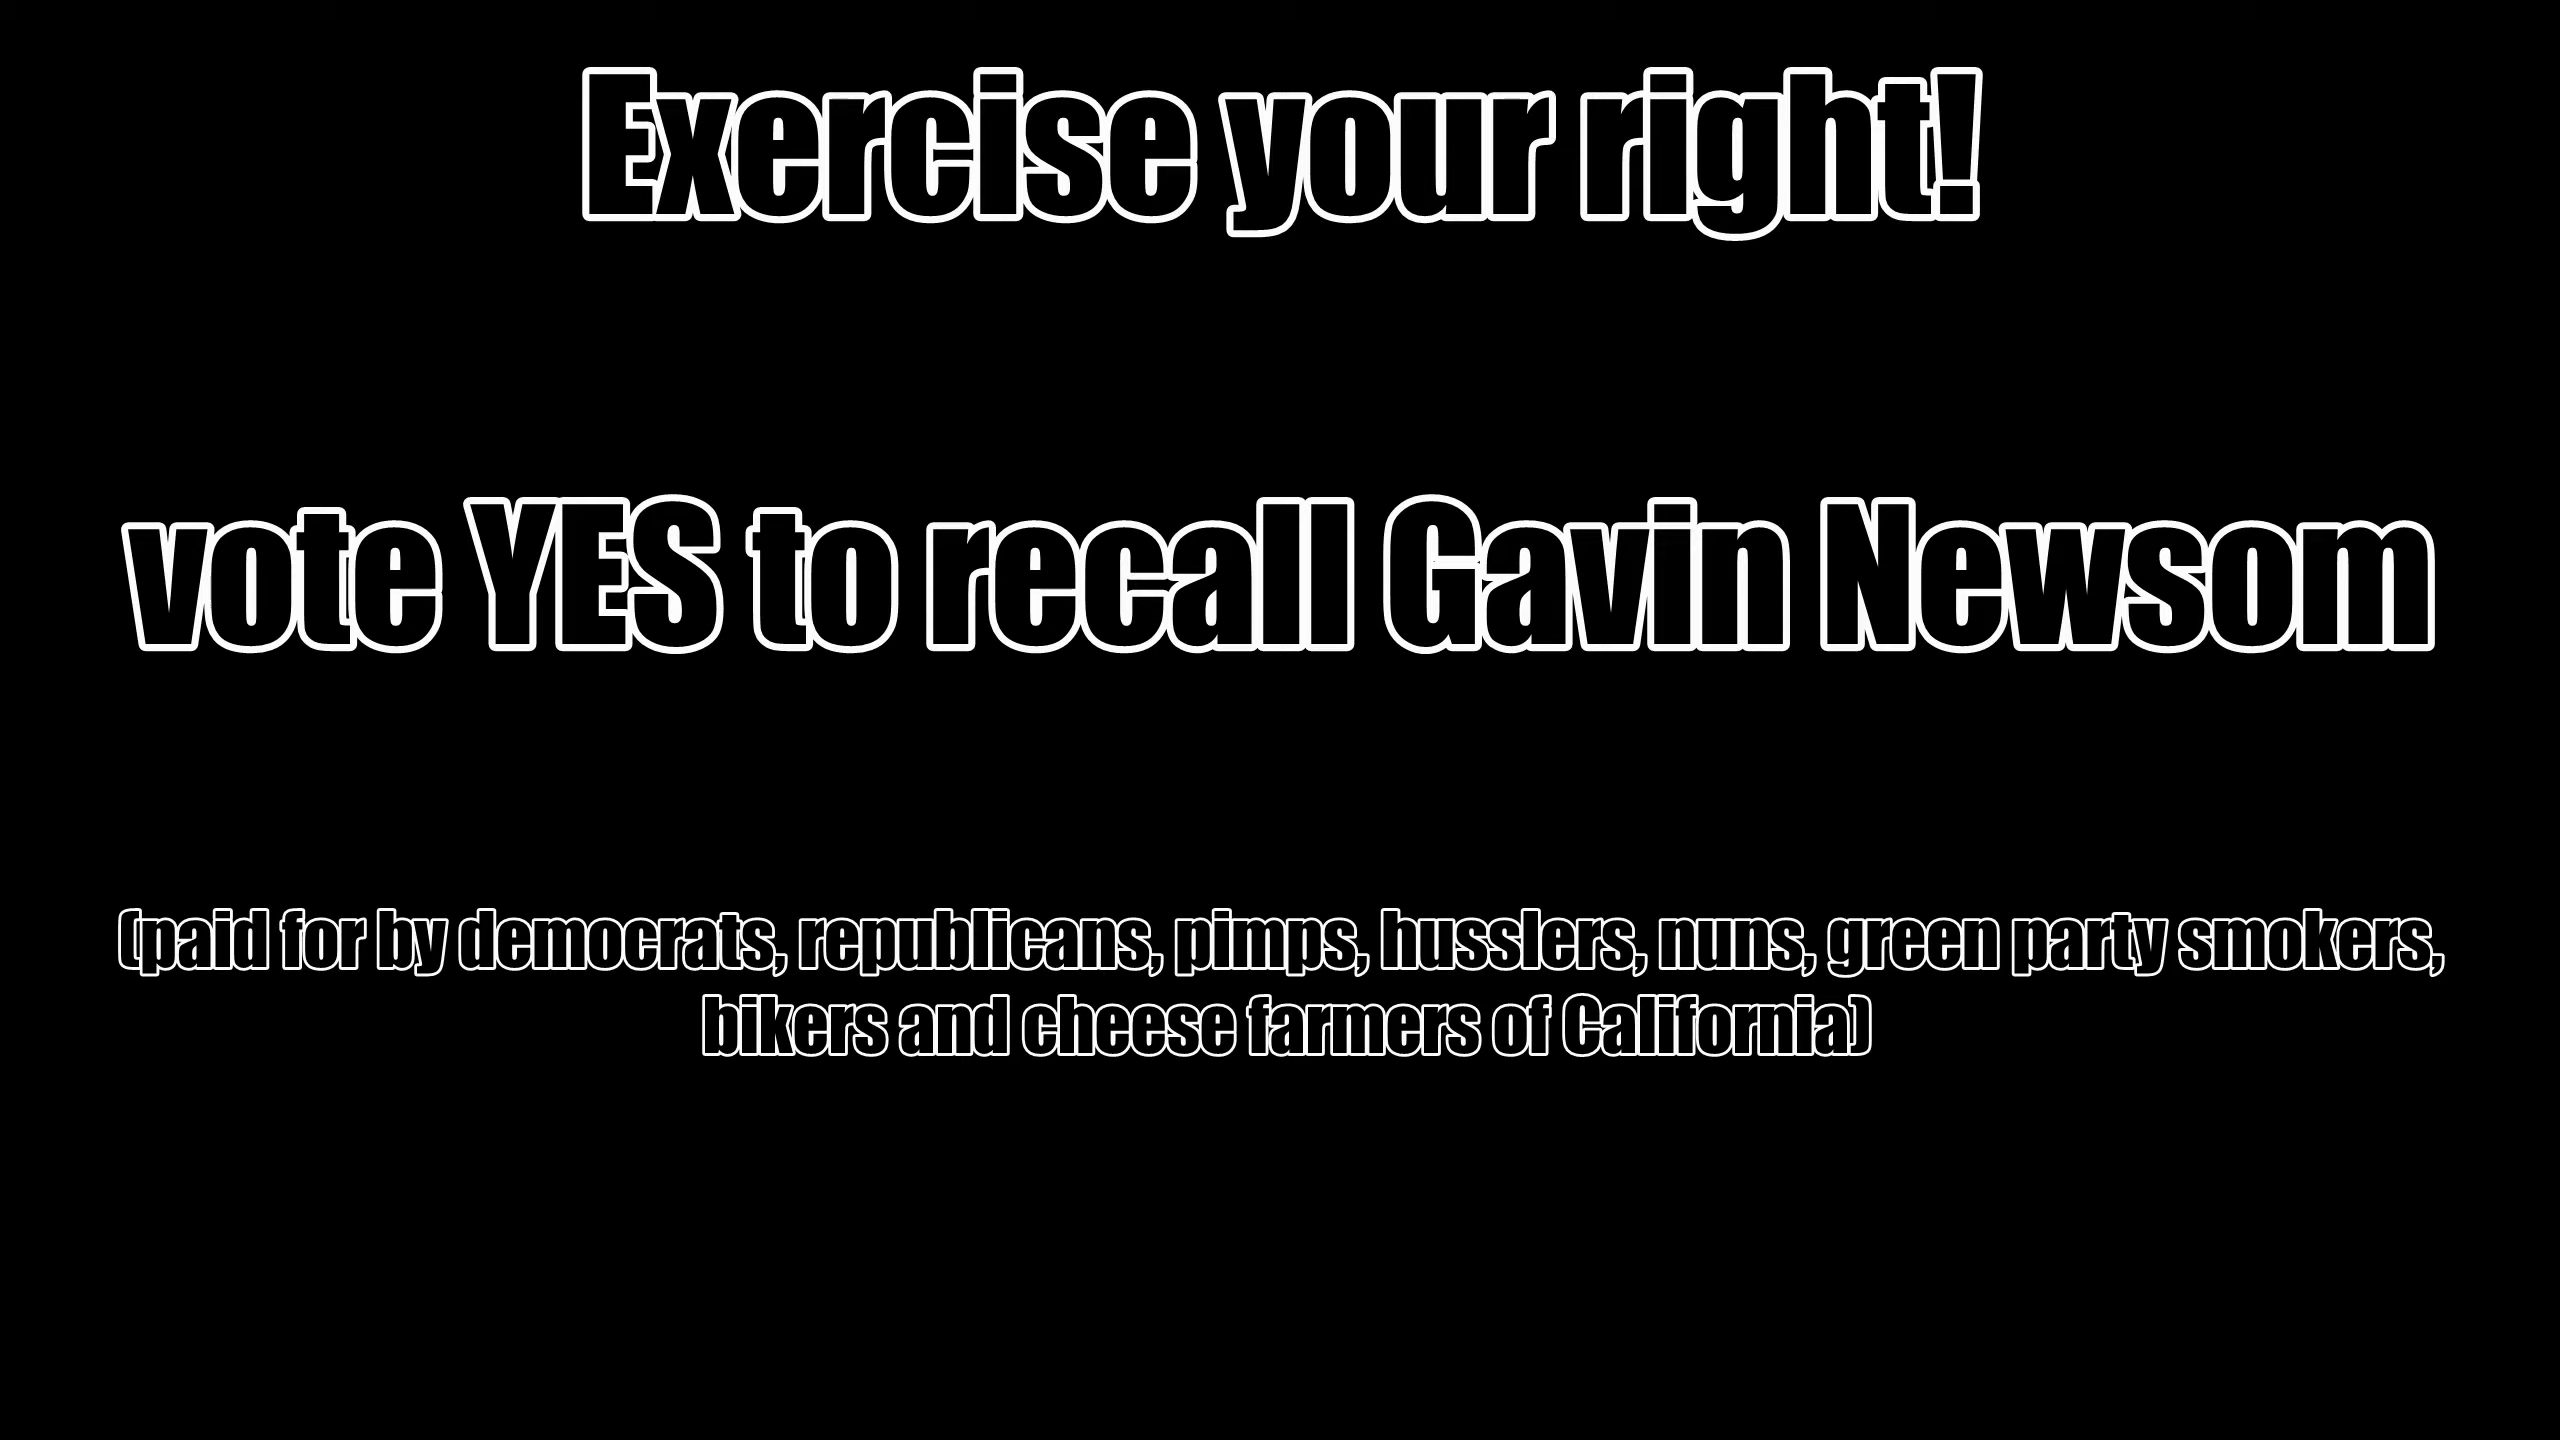 Exercise your right!
vote YES to recall Gavin Newsom
(paid for by democrats, republicans, pimps, husslers, nuns, green party smokers,
bikers and cheese farmers of California)